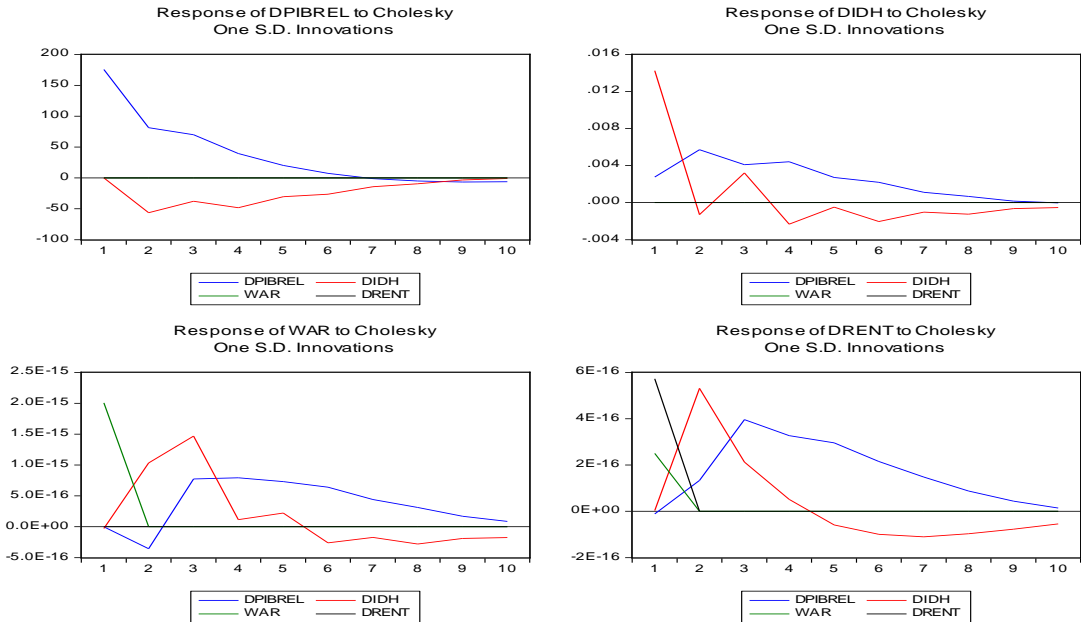 Response of DPIBREL to Cholesky
One S.D. Innovations
200
150
100
50
0
-50
-100
1 2 3 4 5 6 7 8 9 10
DPIBREL DIDH
WAR DRENT
Response of DIDH to Cholesky
One S.D. Innovations
.016
.012
.008
.004
.000
-.004
1 2 3 4 5 6 7 8 9 10
DPIBREL DIDH
WAR DRENT
Response of WAR to Cholesky
One S.D. Innovations
2.5E-15
2.0E-15
1.5E-15
1.0E-15
5.0E-16
0.0E+00
-5.0E-16
1 2 3 4 5 6 7 8 9 10
DPIBREL DIDH
WAR DRENT
Response of DRENT to Cholesky
One S.D. Innovations
6E-16
4E-16
2E-16
0E+00
-2E-16
1 2 3 4 5 6 7 8 9 10
DPIBREL DIDH
WAR DRENT